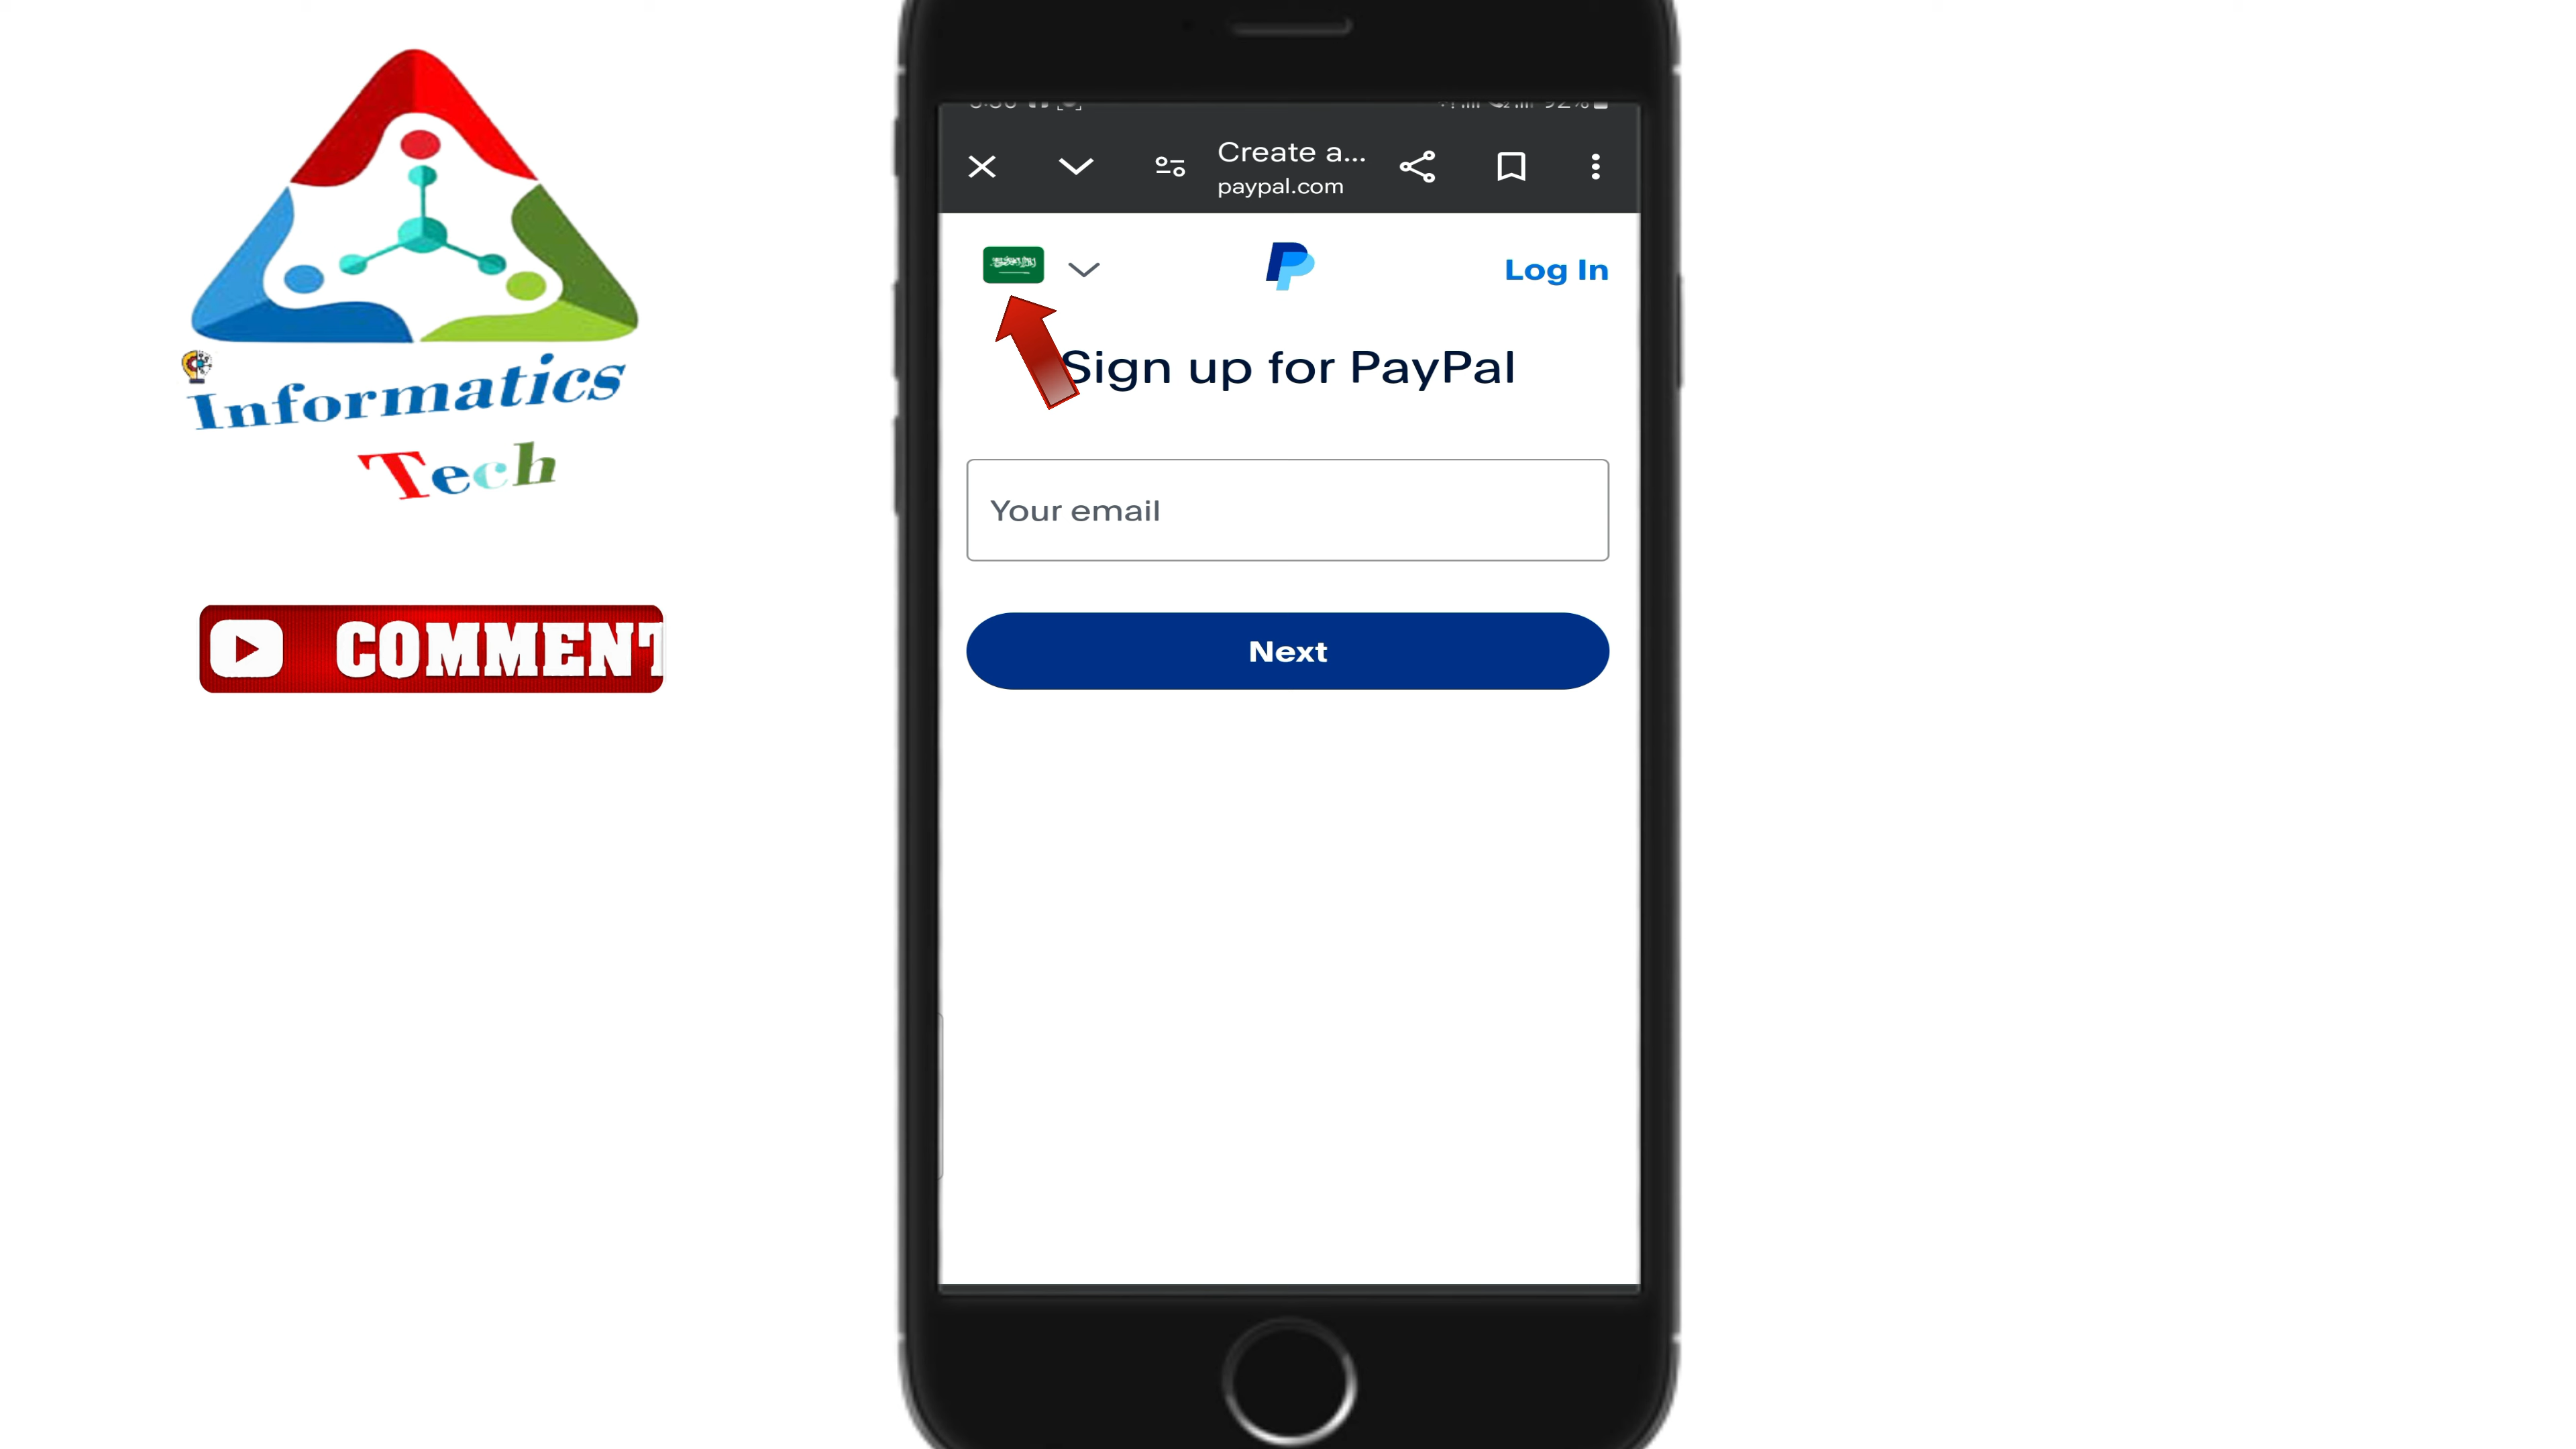 Informatics
Tech
COMMENT
Create a...
paypal.com
Log In
Sign up for PayPal
Your email
Next